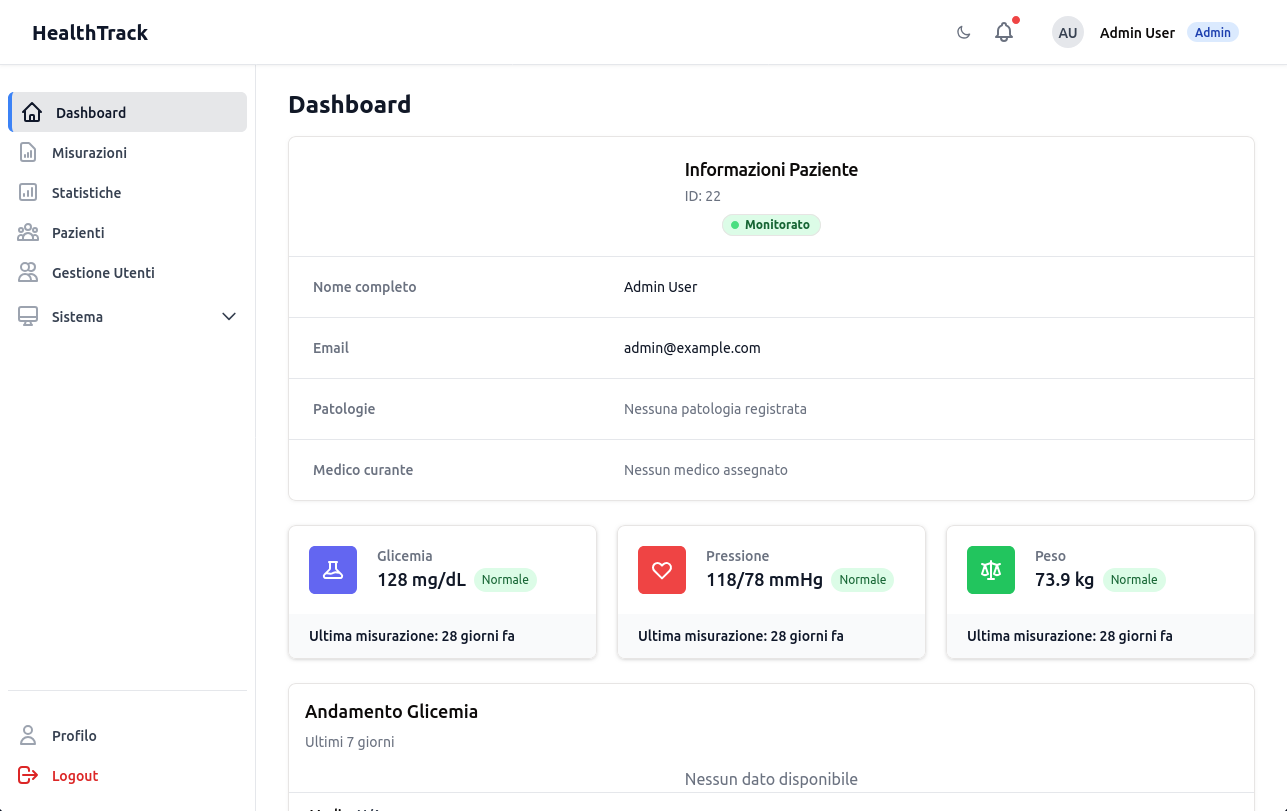 HealthTrack
AU Admin User Admin
Dashboard
Misurazioni
Statistiche
Pazienti
Gestione Utenti
Sistema
Profilo
Logout
Dashboard
Informazioni Paziente
ID: 22
Monitorato
Nome completo Admin User
Email admin@example.com
Patologie Nessuna patologia registrata
Medico curante Nessun medico assegnato
Glicemia
128 mg/dL Normale
Ultima misurazione: 28 giorni fa
Pressione
118/78 mmHg Normale
Ultima misurazione: 28 giorni fa
Peso
73.9 kg Normale
Ultima misurazione: 28 giorni fa
Andamento Glicemia
Ultimi 7 giorni
Nessun dato disponibile